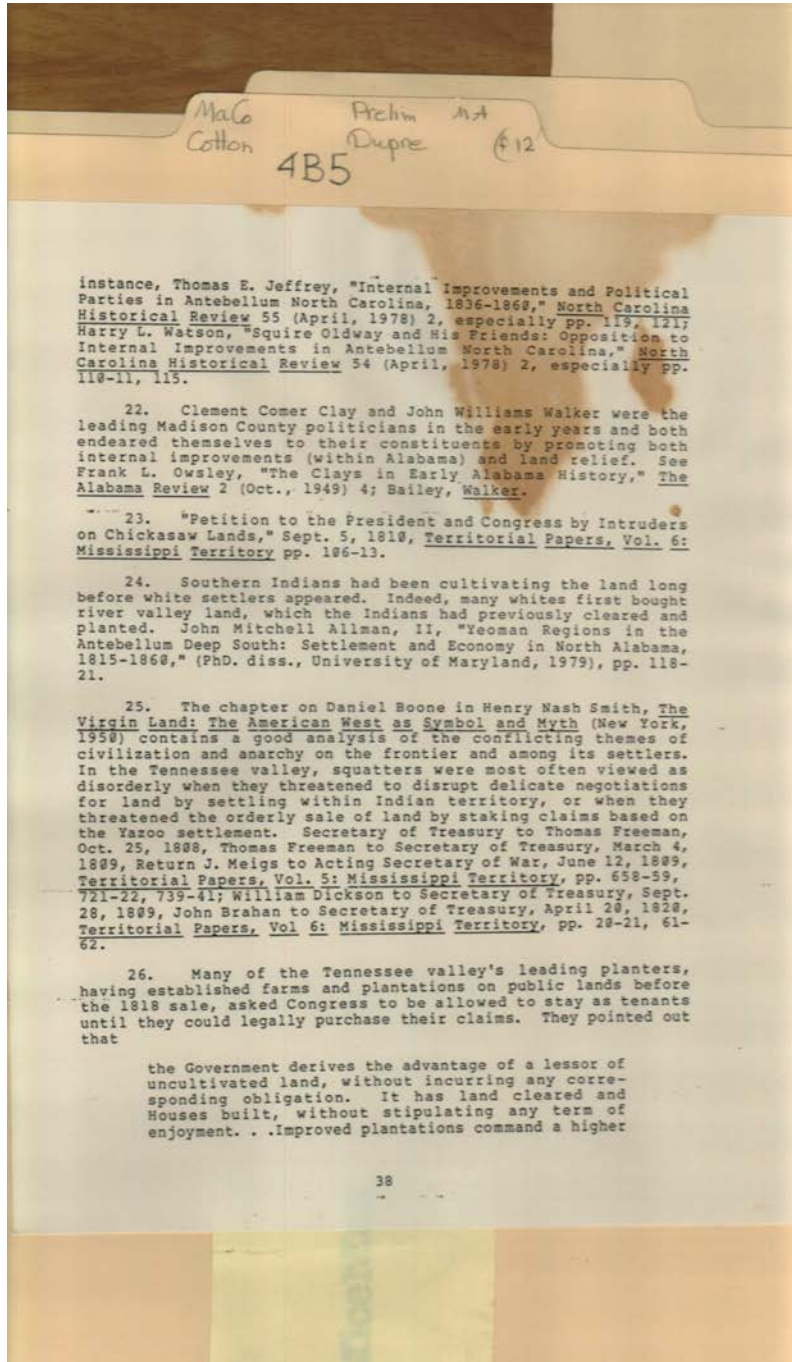 MaCo Prelim MA
Cotton Dupre
4B5
instance, Thomas E. Jeffrey, "Internal Improvements and Political
Parties in Antebellum North Carolina, 1836-1860," North Carolina
Historical Review 55 (April, 1978) 2, especially pp. 119, 121;
Harry L. Watson, "Squire Oldway and His Friends: Opposition to
Internal Improvements in Antebellum North Carolina," North
Carolina Historical Review 54 (April, 1978) 2, especially pp.
110-11, 115.
22. Clement Comer Clay and John Williams Walker were the
leading Madison County politicians in the early years and both
endeared themselves to their constituents by promoting both
internal improvements (within Alabama) and land relief. See
Frank L. Owsley, "The Clays in Early Alabama History," The
Alabama Review 2 (Oct., 1949) 4; Bailey, Walker.
23. "Petition to the President and Congress by Intruders
on Chickasaw Lands," Sept. 5, 1810, Territorial Papers, Vol. 6:
Mississippi Territory pp. 106-13.
24. Southern Indians had been cultivating the land long
before white settlers appeared. Indeed, many whites first bought
river valley land, which the Indians had previously cleared and
planted. John Mitchell Allman, II, "Yeoman Regions in the
Antebellum Deep South: Settlement and Economy in North Alabama,
1815-1860," (PhD. diss., University of Maryland, 1979), pp. 118-
21.
25. The chapter on Daniel Boone in Henry Nash Smith, The
Virgin Land: The American West as Symbol and Myth (New York,
1950) contains a good analysis of the conflicting themes of
civilization and anarchy on the frontier and among its settlers.
In the Tennessee valley, squatters were most often viewed as
disorderly when they threatened to disrupt delicate negotiations
for land by settling within Indian territory, or when they
threatened the orderly sale of land by staking claims based on
the Yazoo settlement. Secretary of Treasury to Thomas Freeman,
Oct. 25, 1808, Thomas Freeman to Secretary of Treasury, March 4,
1809, Return J. Meigs to Acting Secretary of War, June 12, 1809,
Territorial Papers, Vol. 5: Mississippi Territory, pp. 658-59,
721-22, 739-41; William Dickson to Secretary of Treasury, Sept.
28, 1809, John Brahan to Secretary of Treasury, April 20, 1820,
Territorial Papers, Vol 6: Mississippi Territory, pp. 20-21, 61-
62.
26. Many of the Tennessee valley's leading planters,
having established farms and plantations on public lands before
the 1818 sale, asked Congress to be allowed to stay as tenants
until they could legally purchase their claims. They pointed out
that
the Government derives the advantage of a lessor of
uncultivated land, without incurring any corre-
sponding obligation. It has land cleared and
Houses built, without stipulating any term of
enjoyment. . .Improved plantations command a higher
38